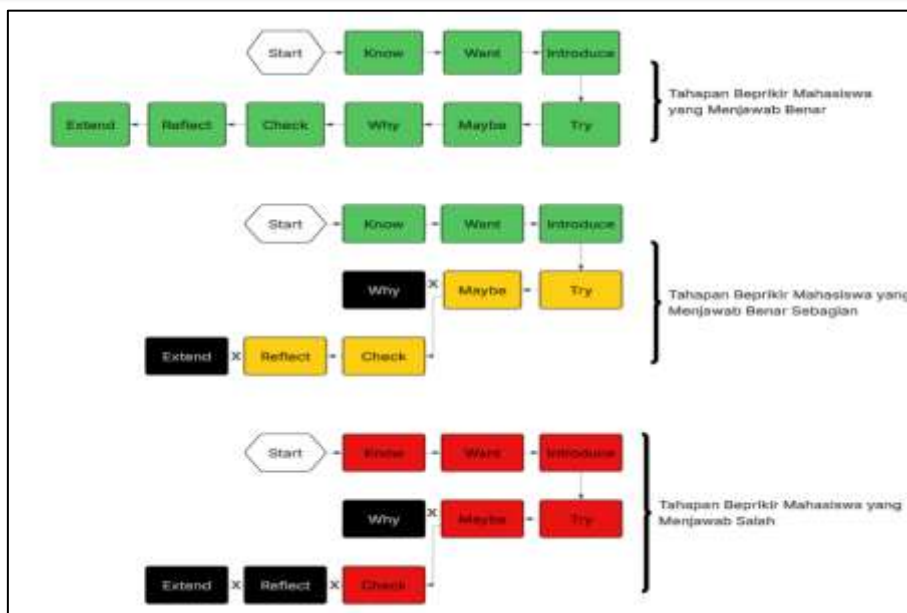 Start Know Want Introduce
Extend Reflect Check Why Maybe Try
Tahapan Beprikir Mahasiswa
yang Menjawab Benar
Start Know Want Introduce
Why X Maybe Try
Extend X Reflect Check
Tahapan Beprikir Mahasiswa yang
Menjawab Benar Sebagian
Start Know Want Introduce
Why X Maybe Try
Extend X Reflect X Check
Tahapan Beprikir Mahasiswa yang
Menjawab Salah